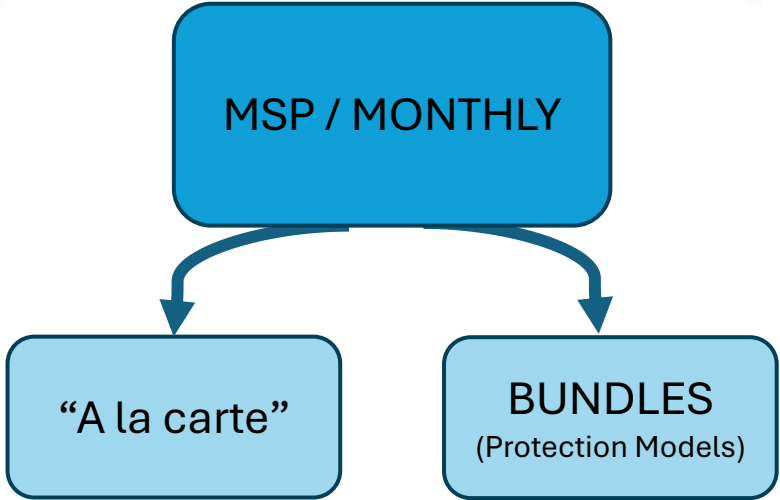 MSP / MONTHLY
“A la carte”
BUNDLES
(Protection Models)